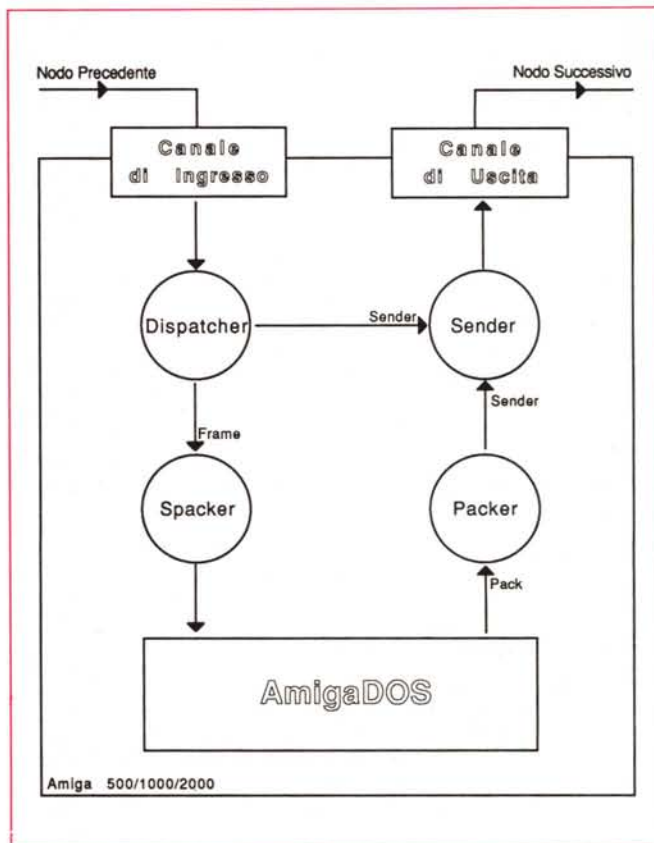 Nodo Precedente
Nodo Successivo
Canale
di Ingresso
Canale
di Uscita
Dispatcher
Sender
Sender
Frame
Sender
Spacker
Packer
Pack
AmigaDOS
Amiga 500/1000/2000